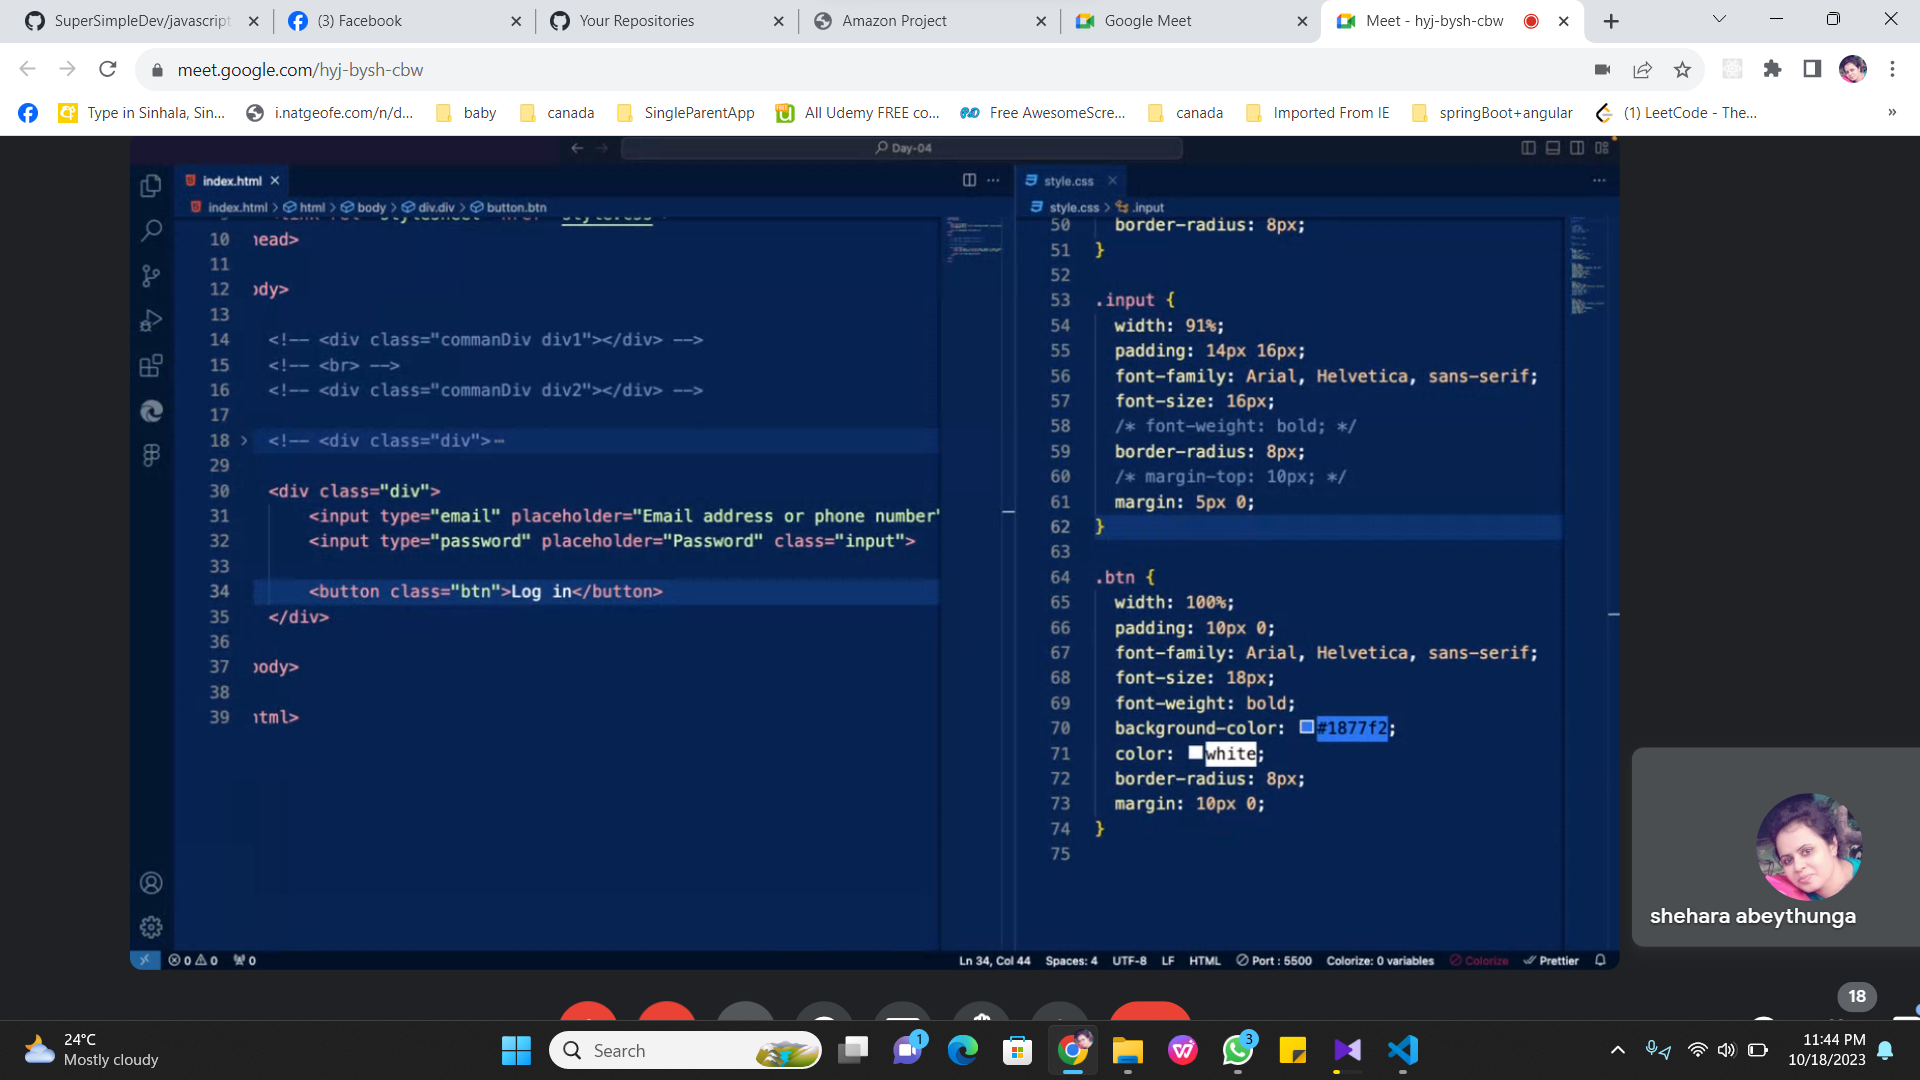 SuperSimpleDev/javascript
(3) Facebook
Your Repositories
Amazon Project
Google Meet
Meet - hyj-bysh-cbw
meet.google.com/hyj-bysh-cbw
Type in Sinhala, Sin...
i.natgeofe.com/n/d...
baby
canada
SingleParentApp
All Udemy FREE co...
Free AwesomeScre...
canada
Imported From IE
springBoot+angular
(1) LeetCode - The...
»
Day-04
index.html
index.html > html > body > div.div > button.btn
10 head>
11
12 ody>
13
14 <!-- <div class="commanDiv div1"></div> -->
15 <!-- <br> -->
16 <!-- <div class="commanDiv div2"></div> -->
17
18 > <!-- <div class="div">⋯
29
30 <div class="div">
31 <input type="email" placeholder="Email address or phone number"
32 <input type="password" placeholder="Password" class="input">
33
34 <button class="btn">Log in</button>
35 </div>
36
37 body>
38
39 html>
style.css
style.css > .input
50 border-radius: 8px;
51 }
52
53 .input {
54 width: 91%;
55 padding: 14px 16px;
56 font-family: Arial, Helvetica, sans-serif;
57 font-size: 16px;
58 /* font-weight: bold; */
59 border-radius: 8px;
60 /* margin-top: 10px; */
61 margin: 5px 0;
62 }
63
64 .btn {
65 width: 100%;
66 padding: 10px 0;
67 font-family: Arial, Helvetica, sans-serif;
68 font-size: 18px;
69 font-weight: bold;
70 background-color: #1877f2;
71 color: white;
72 border-radius: 8px;
73 margin: 10px 0;
74 }
75
0 0 0
Ln 34, Col 44 Spaces: 4 UTF-8 LF HTML Port : 5500 Colorize: 0 variables Colorize Prettier
shehara abeythunga
18
24°C
Mostly cloudy
Search
1
3
11:44 PM
10/18/2023